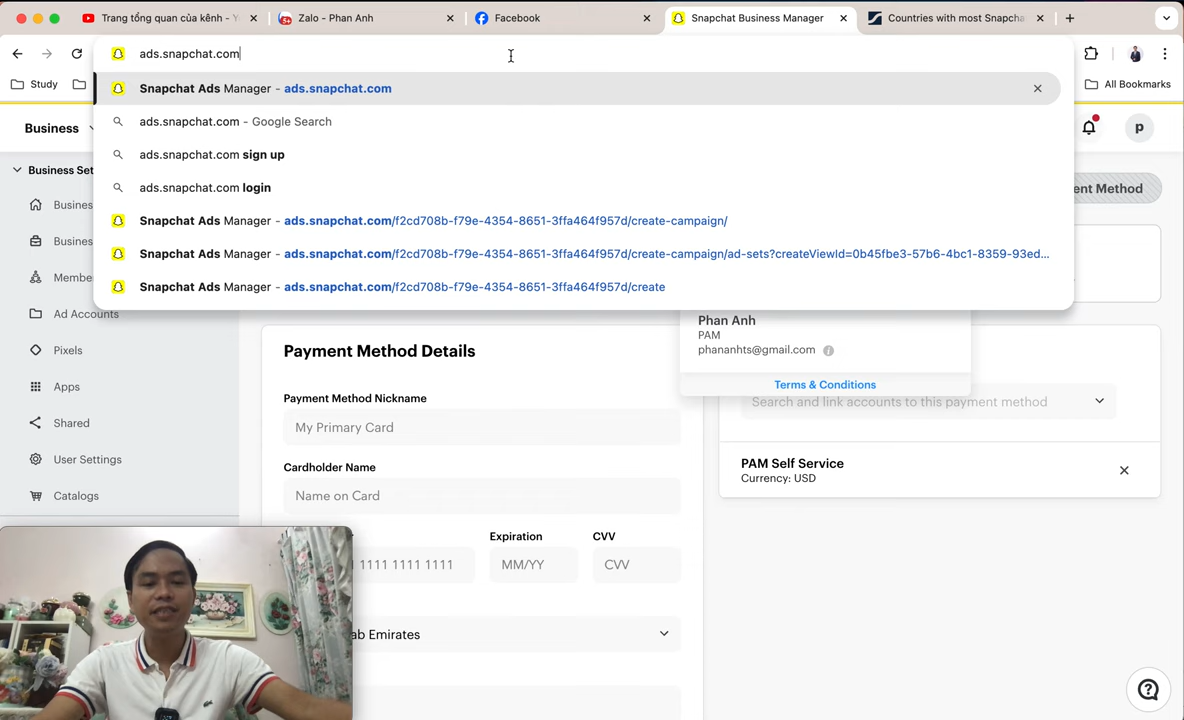 Trang tổng quan của kênh - Y
Zalo - Phan Anh
Facebook
Snapchat Business Manager
Countries with most Snapcha
ads.snapchat.com
Study
All Bookmarks
Snapchat Ads Manager - ads.snapchat.com
ads.snapchat.com - Google Search
ads.snapchat.com sign up
ads.snapchat.com login
Snapchat Ads Manager - ads.snapchat.com/f2cd708b-f79e-4354-8651-3ffa464f957d/create-campaign/
Snapchat Ads Manager - ads.snapchat.com/f2cd708b-f79e-4354-8651-3ffa464f957d/create-campaign/ad-sets?createViewId=0b45fbe3-57b6-4bc1-8359-93ed...
Snapchat Ads Manager - ads.snapchat.com/f2cd708b-f79e-4354-8651-3ffa464f957d/create
Business
p
ent Method
Business Set
Busines
Busines
Membe
Ad Accounts
Pixels
Apps
Shared
User Settings
Catalogs
Phan Anh
PAM
phananhts@gmail.com
Terms & Conditions
Payment Method Details
Payment Method Nickname
My Primary Card
Cardholder Name
Name on Card
Expiration
CVV
1 1111 1111 1111
MM/YY
CVV
ab Emirates
Search and link accounts to this payment method
PAM Self Service
Currency: USD